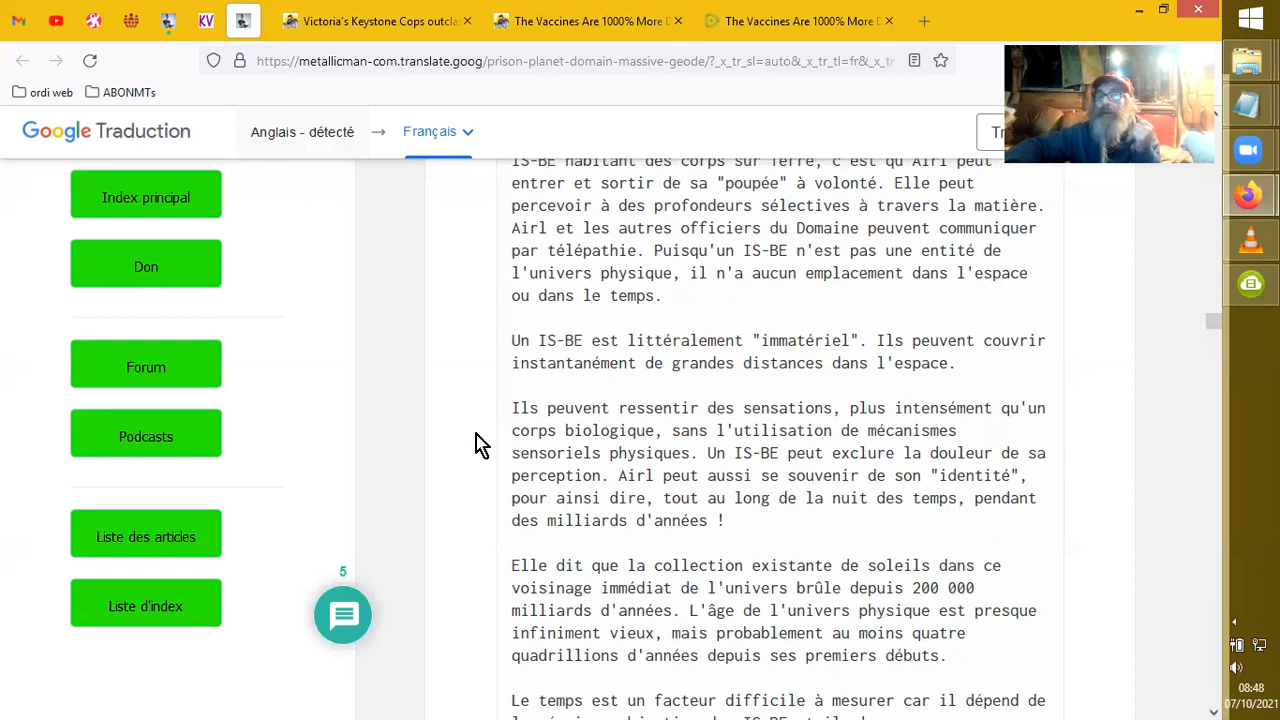 Victoria's Keystone Cops outcla
The Vaccines Are 1000% More D
The Vaccines Are 1000% More D
https://metallicman-com.translate.goog/prison-planet-domain-massive-geode/?_x_tr_sl=auto&_x_tr_tl=fr&_x_tr
ordi web
ABONMTs
Google Traduction
Anglais - détecté
Français
Tr
Index principal
Don
Forum
Podcasts
Liste des articles
Liste d'index
5
IS-BE habitant des corps sur Terre, c'est qu'Airl peut
entrer et sortir de sa "poupée" à volonté. Elle peut
percevoir à des profondeurs sélectives à travers la matière.
Airl et les autres officiers du Domaine peuvent communiquer
par télépathie. Puisqu'un IS-BE n'est pas une entité de
l'univers physique, il n'a aucun emplacement dans l'espace
ou dans le temps.
Un IS-BE est littéralement "immatériel". Ils peuvent couvrir
instantanément de grandes distances dans l'espace.
Ils peuvent ressentir des sensations, plus intensément qu'un
corps biologique, sans l'utilisation de mécanismes
sensoriels physiques. Un IS-BE peut exclure la douleur de sa
perception. Airl peut aussi se souvenir de son "identité",
pour ainsi dire, tout au long de la nuit des temps, pendant
des milliards d'années !
Elle dit que la collection existante de soleils dans ce
voisinage immédiat de l'univers brûle depuis 200 000
milliards d'années. L'âge de l'univers physique est presque
infiniment vieux, mais probablement au moins quatre
quadrillions d'années depuis ses premiers débuts.
Le temps est un facteur difficile à mesurer car il dépend de
08:48
07/10/2021